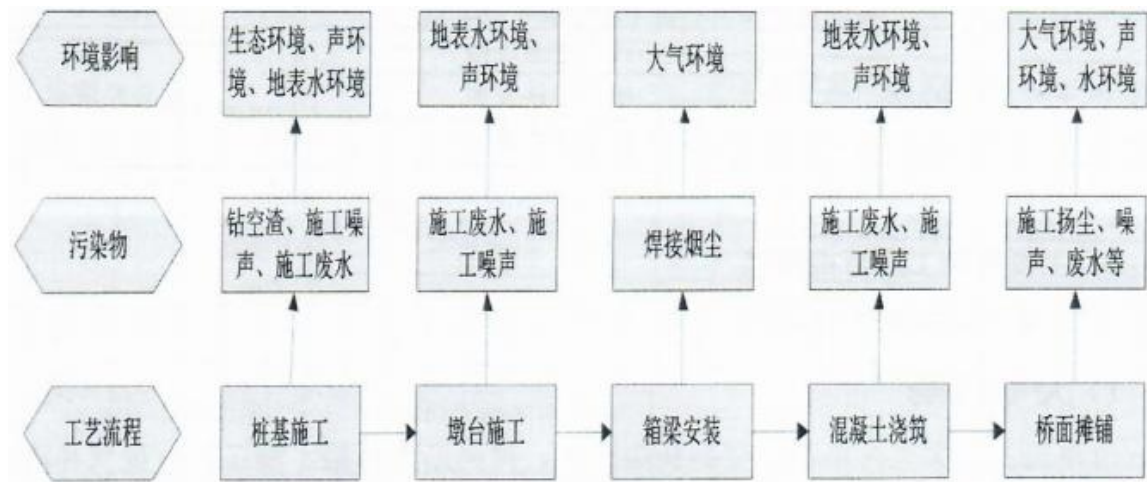 环境影响
生态环境、声环
境、地表水环境
地表水环境、
声环境
大气环境
地表水环境、
声环境
大气环境、声
环境、水环境
污染物
钻空渣、施工噪
声、施工废水
施工废水、施
工噪声
焊接烟尘
施工废水、施
工噪声
施工扬尘、噪
声、废水等
工艺流程
桩基施工
墩台施工
箱梁安装
混凝土浇筑
桥面摊铺